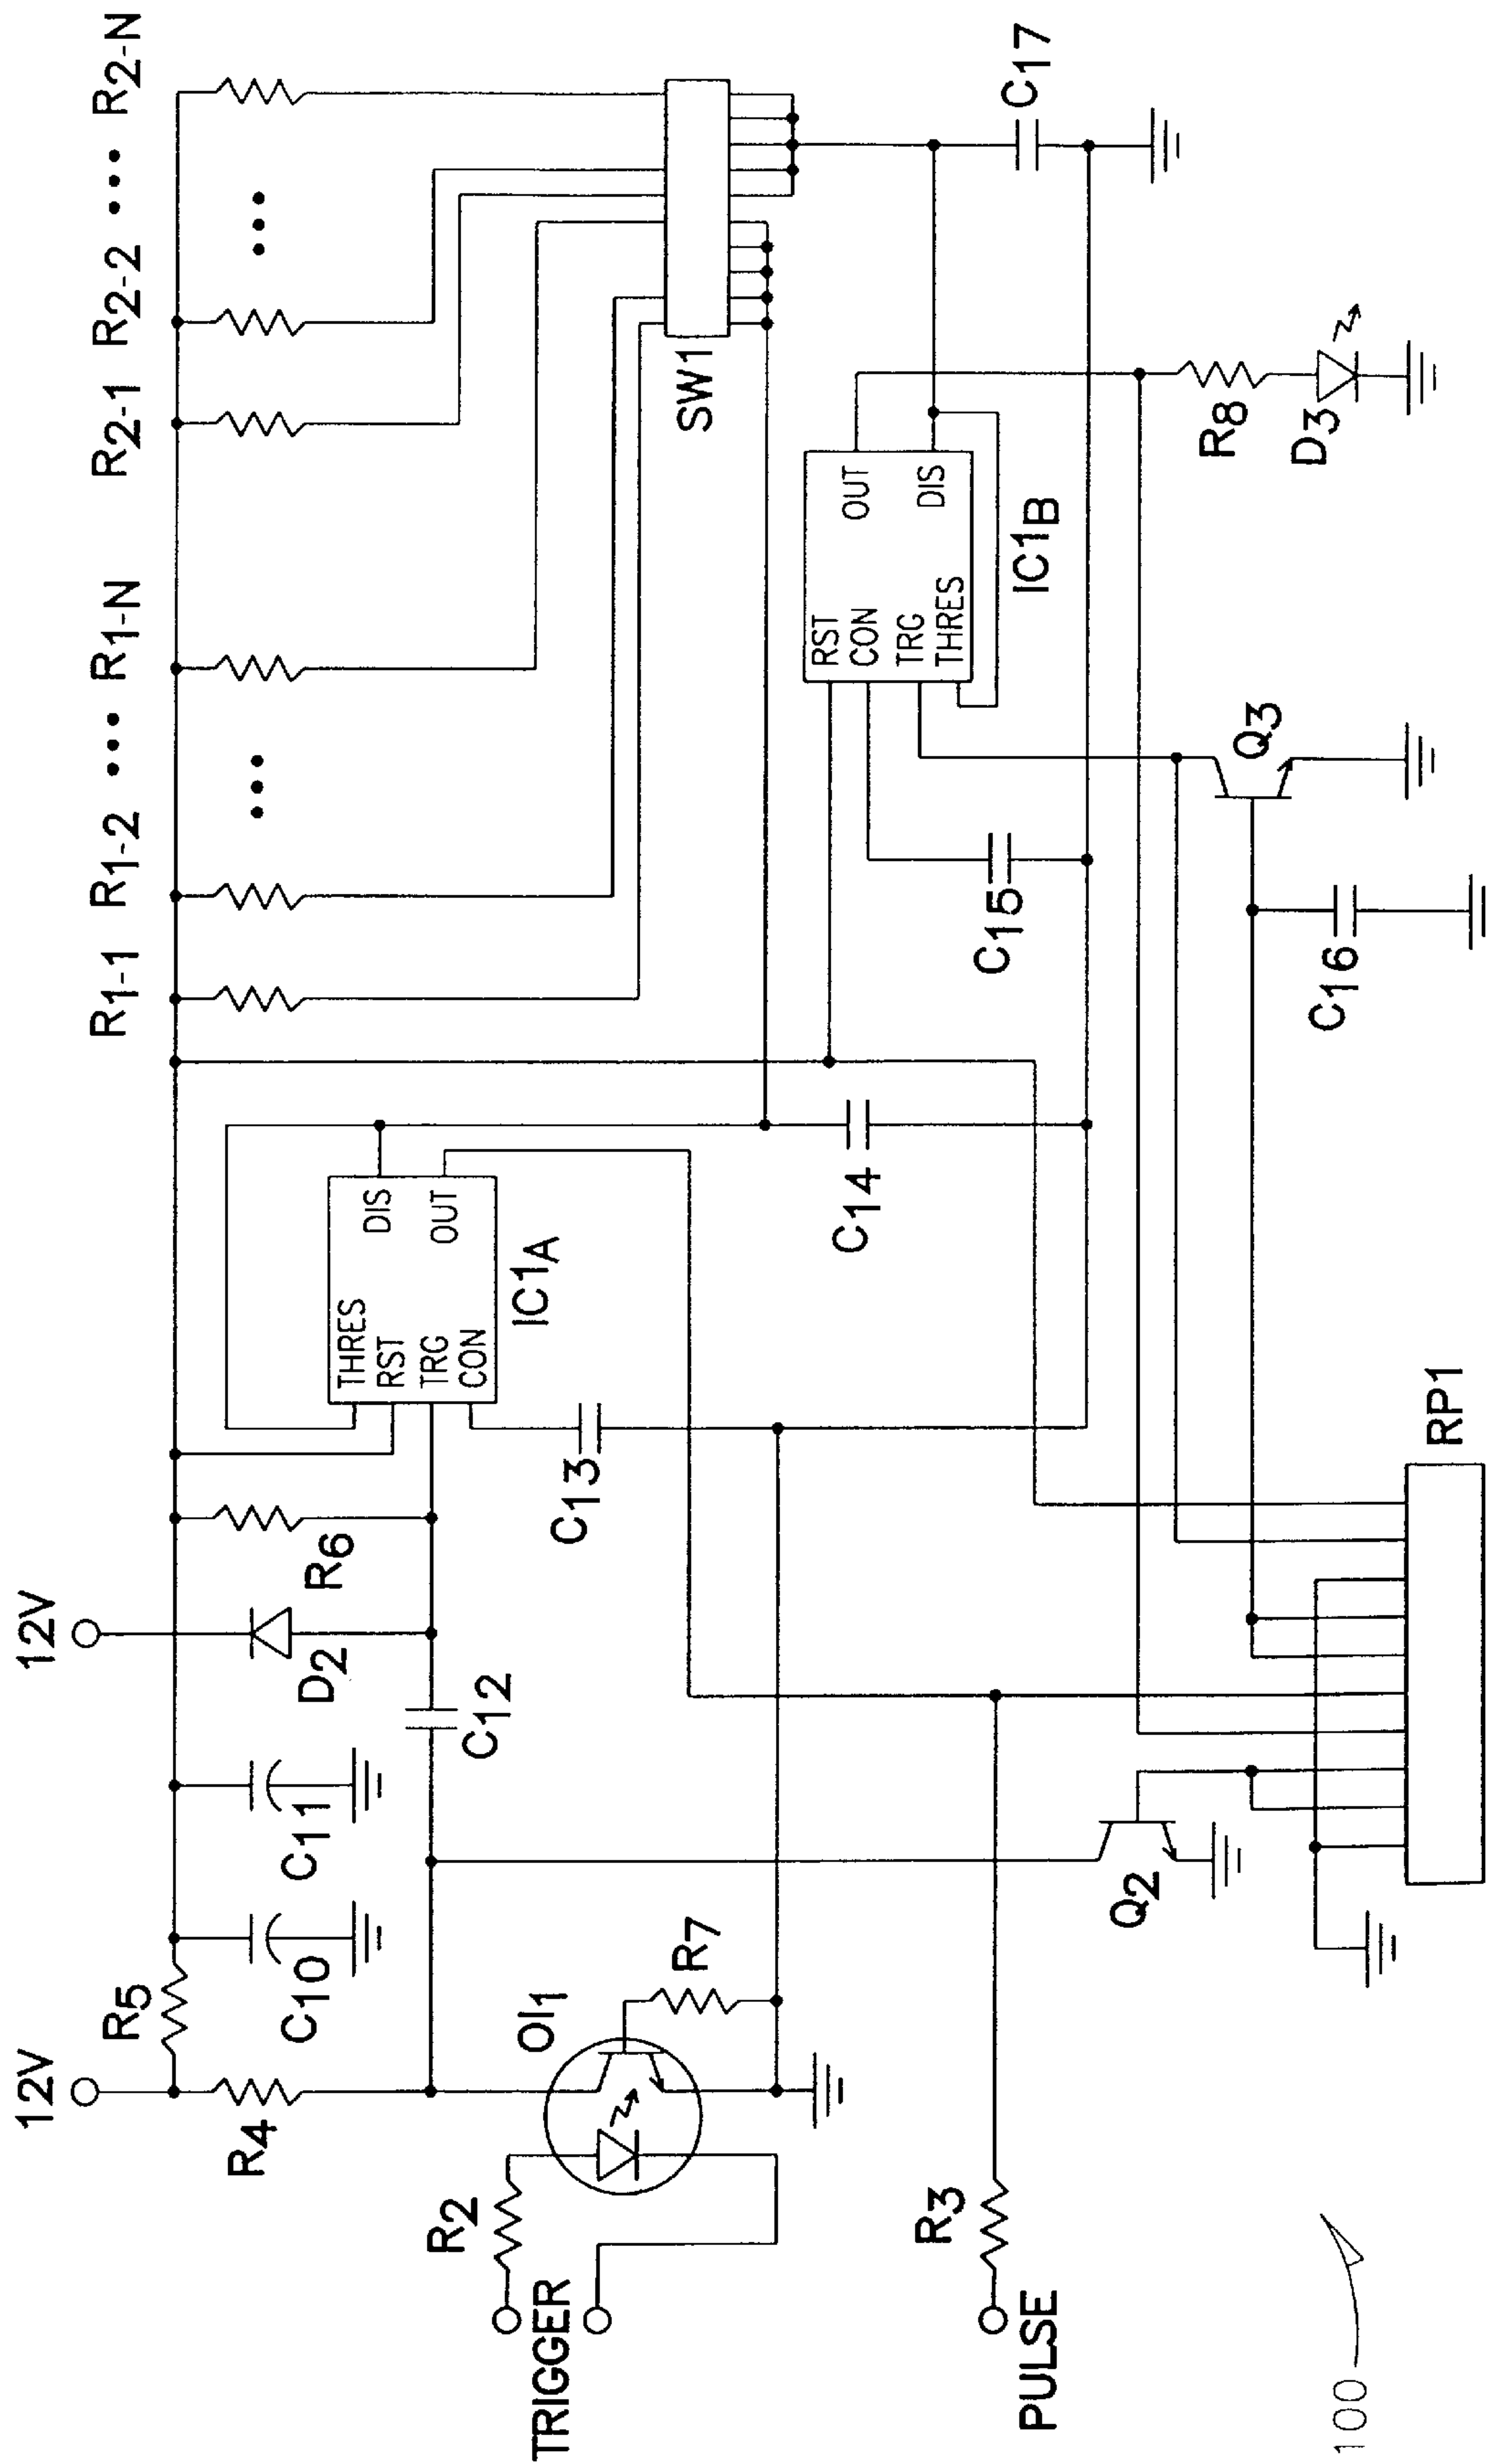 12V
12V
R5
R4
C10
C11
D2
R6
C12
R1-1 R1-2 ••• R1-N R2-1 R2-2 ••• R2-N
•••
•••
THRES
RST
TRG
CON
DIS
OUT
IC1A
C13
C14
SW1
R2
TRIGGER
OI1
R7
RST
CON
TRG
THRES
OUT
DIS
IC1B
C15
C17
R3
PULSE
Q2
Q3
C16
R8
D3
RP1
100